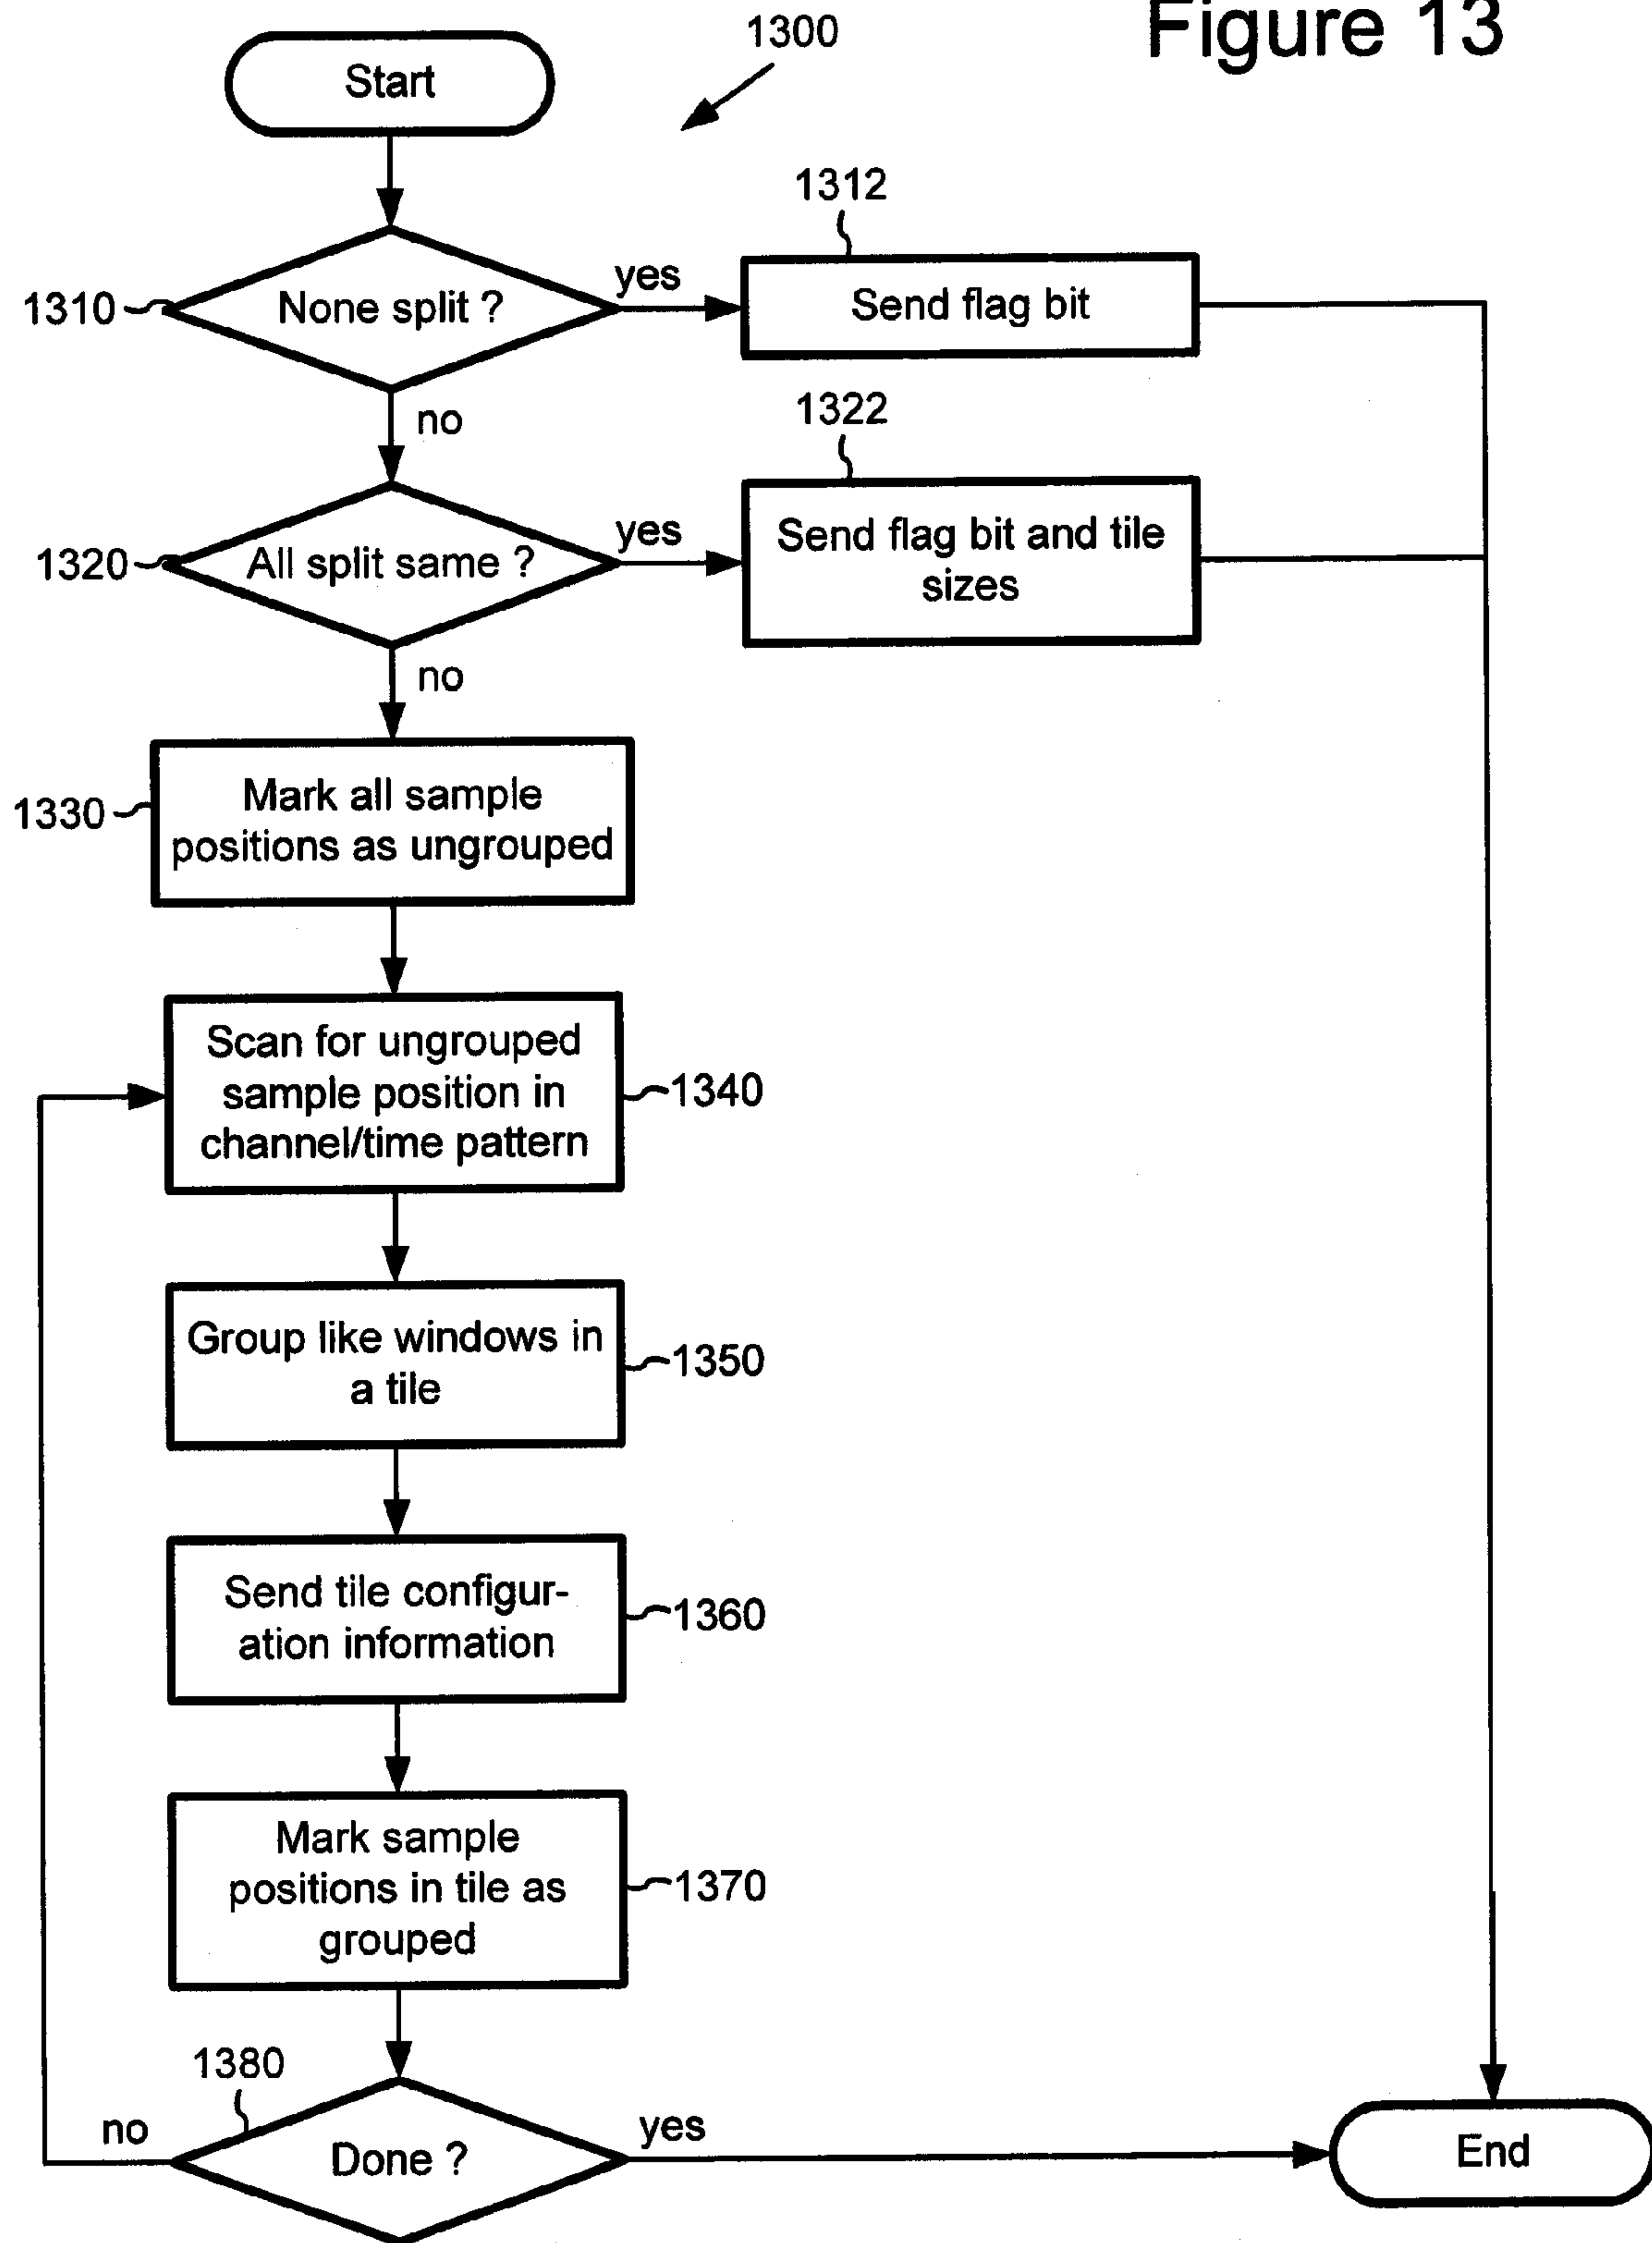 Figure 13
1300
Start
1312
1310
None split ?
yes
Send flag bit
no
1322
1320
All split same ?
yes
Send flag bit and tile
sizes
no
1330
Mark all sample
positions as ungrouped
Scan for ungrouped
sample position in
channel/time pattern
1340
Group like windows in
a tile
1350
Send tile configur-
ation information
1360
Mark sample
positions in tile as
grouped
1370
1380
no
Done ?
yes
End